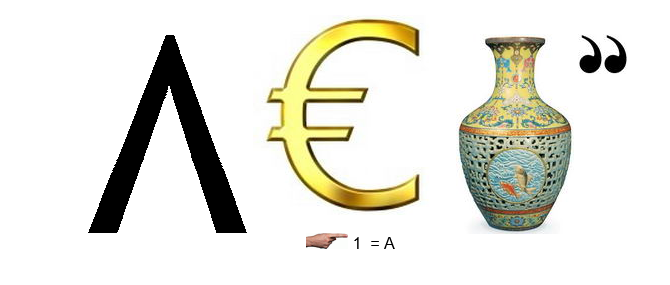 Λ € ”
1 = A